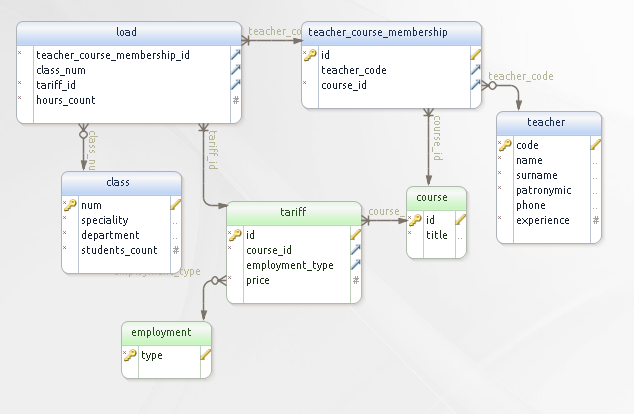 load
teacher_course_membership_id
class_num
tariff_id
hours_count
#
teacher_co
teacher_course_membership
id
teacher_code
course_id
teacher_code
teacher
code
name
surname
patronymic
phone
experience
#
class_nu
tariff_id
course_id
class
num
speciality
department
students_count
#
tariff
id
course_id
employment_type
price
#
course_
course
id
title
employment_type
employment
type